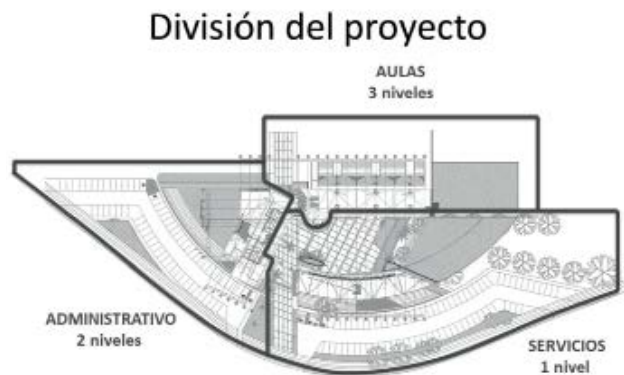 División del proyecto
AULAS
3 niveles
ADMINISTRATIVO
2 niveles
SERVICIOS
1 nivel